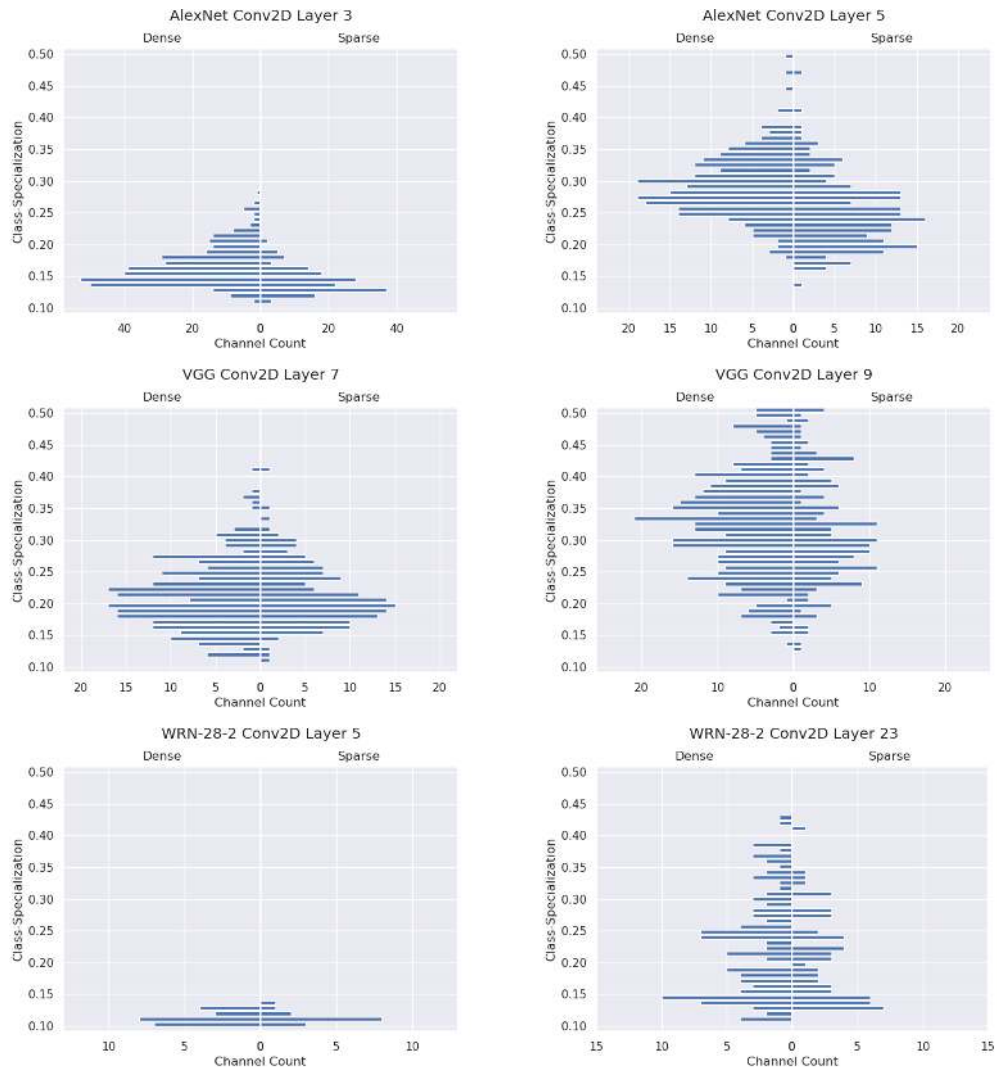 AlexNet Conv2D Layer 3
Dense Sparse
0.50
0.45
0.40
0.35
0.30
0.25
0.20
0.15
0.10
Class-Specialization
40 20 0 20 40
Channel Count
AlexNet Conv2D Layer 5
Dense Sparse
0.50
0.45
0.40
0.35
0.30
0.25
0.20
0.15
0.10
Class-Specialization
20 15 10 5 0 5 10 15 20
Channel Count
VGG Conv2D Layer 7
Dense Sparse
0.50
0.45
0.40
0.35
0.30
0.25
0.20
0.15
0.10
Class-Specialization
20 15 10 5 0 5 10 15 20
Channel Count
VGG Conv2D Layer 9
Dense Sparse
0.50
0.45
0.40
0.35
0.30
0.25
0.20
0.15
0.10
Class-Specialization
20 10 0 10 20
Channel Count
WRN-28-2 Conv2D Layer 5
Dense Sparse
0.50
0.45
0.40
0.35
0.30
0.25
0.20
0.15
0.10
Class-Specialization
10 5 0 5 10
Channel Count
WRN-28-2 Conv2D Layer 23
Dense Sparse
0.50
0.45
0.40
0.35
0.30
0.25
0.20
0.15
0.10
Class-Specialization
15 10 5 0 5 10 15
Channel Count